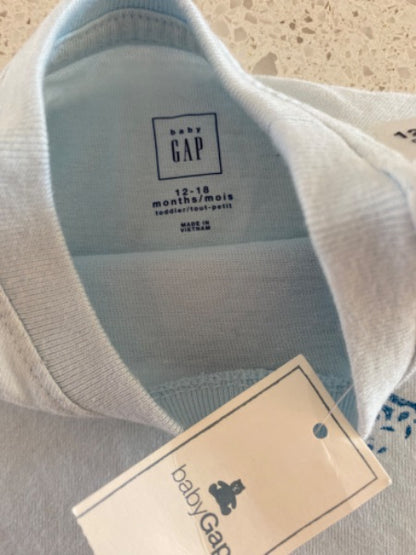 baby
GAP
12-18
months/mois
toddler/tout-petit
MADE IN
VIETNAM
babyGap